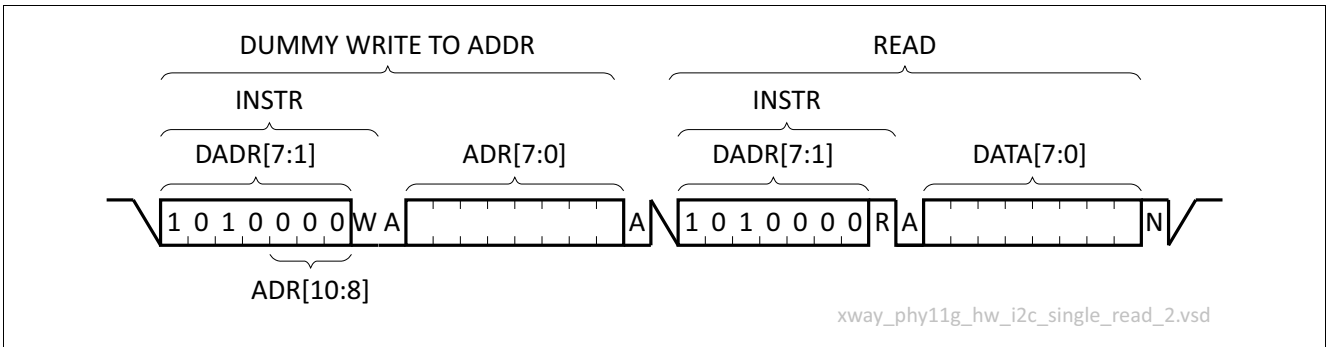 DUMMY WRITE TO ADDR READ
INSTR INSTR
DADR[7:1] ADR[7:0] DADR[7:1] DATA[7:0]
1 0 1 0 0 0 0 W A A 1 0 1 0 0 0 0 R A N
ADR[10:8]
xway_phy11g_hw_i2c_single_read_2.vsd